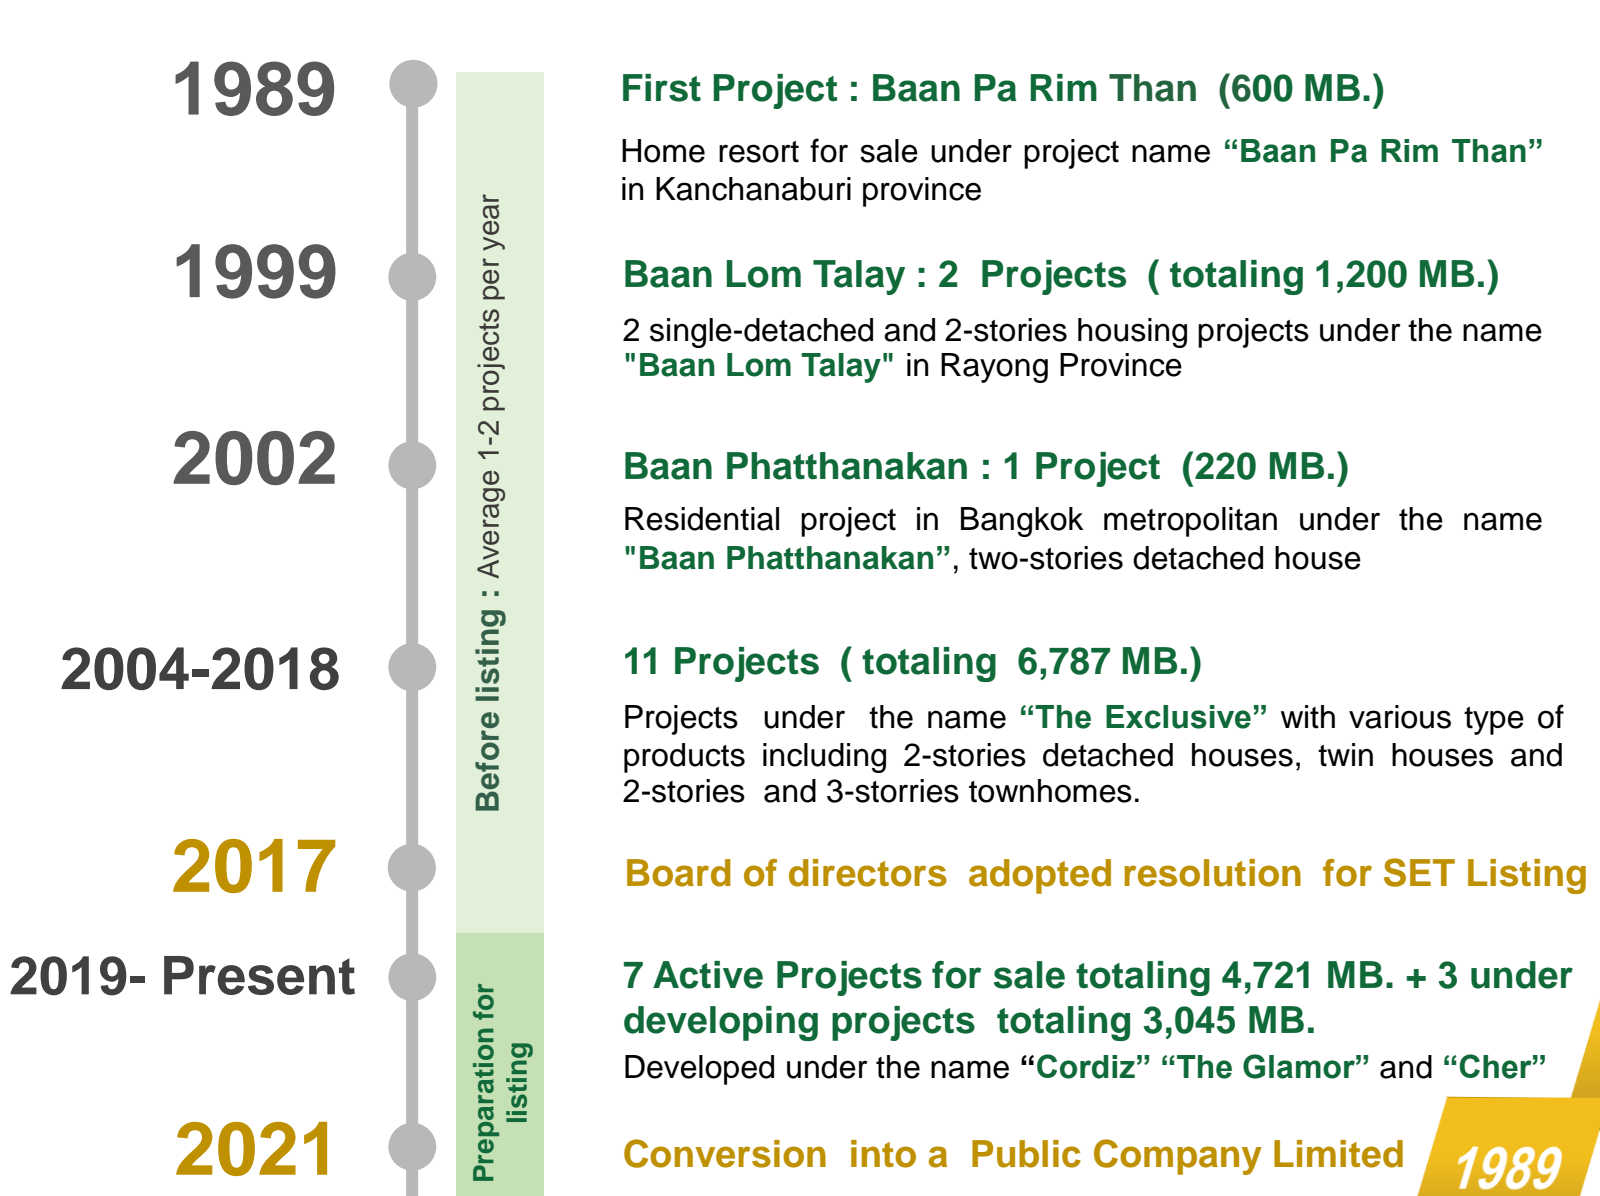 1989
First Project : Baan Pa Rim Than (600 MB.)
Home resort for sale under project name “Baan Pa Rim Than”
in Kanchanaburi province
1999
Baan Lom Talay : 2 Projects ( totaling 1,200 MB.)
2 single-detached and 2-stories housing projects under the name
"Baan Lom Talay" in Rayong Province
2002
Baan Phatthanakan : 1 Project (220 MB.)
Residential project in Bangkok metropolitan under the name
"Baan Phatthanakan”, two-stories detached house
Before listing : Average 1-2 projects per year
2004-2018
11 Projects ( totaling 6,787 MB.)
Projects under the name “The Exclusive” with various type of
products including 2-stories detached houses, twin houses and
2-stories and 3-storries townhomes.
2017
Board of directors adopted resolution for SET Listing
2019- Present
7 Active Projects for sale totaling 4,721 MB. + 3 under
developing projects totaling 3,045 MB.
Developed under the name “Cordiz” “The Glamor” and “Cher”
Preparation for
listing
2021
Conversion into a Public Company Limited
1989